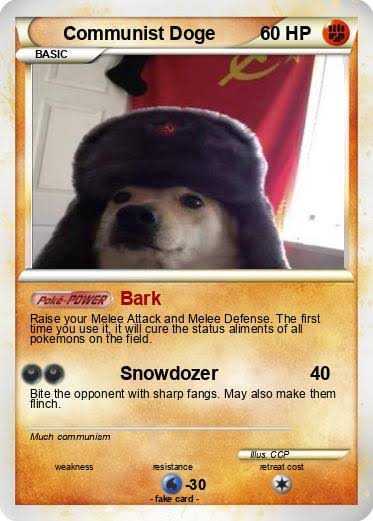 Communist Doge 60 HP
BASIC
Poké-POWER Bark
Raise your Melee Attack and Melee Defense. The first
time you use it, it will cure the status aliments of all
pokemons on the field.
Snowdozer 40
Bite the opponent with sharp fangs. May also make them
flinch.
Much communism
Illus. CCP
weakness resistance retreat cost
-30
- fake card -